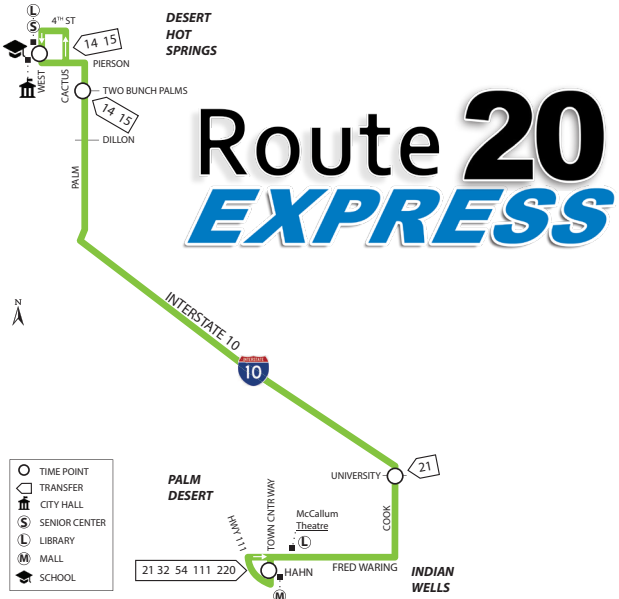 L
S
4TH ST
DESERT
HOT
SPRINGS
14 15
PIERSON
WEST
CACTUS
TWO BUNCH PALMS
14 15
DILLON
PALM
Route 20
EXPRESS
N
INTERSTATE 10
INTERSTATE
10
UNIVERSITY
21
COOK
PALM
DESERT
TOWN CNTR WAY
HWY 111
McCallum
Theatre
L
21 32 54 111 220
HAHN
FRED WARING
INDIAN
WELLS
M
TIME POINT
TRANSFER
CITY HALL
S SENIOR CENTER
L LIBRARY
M MALL
SCHOOL